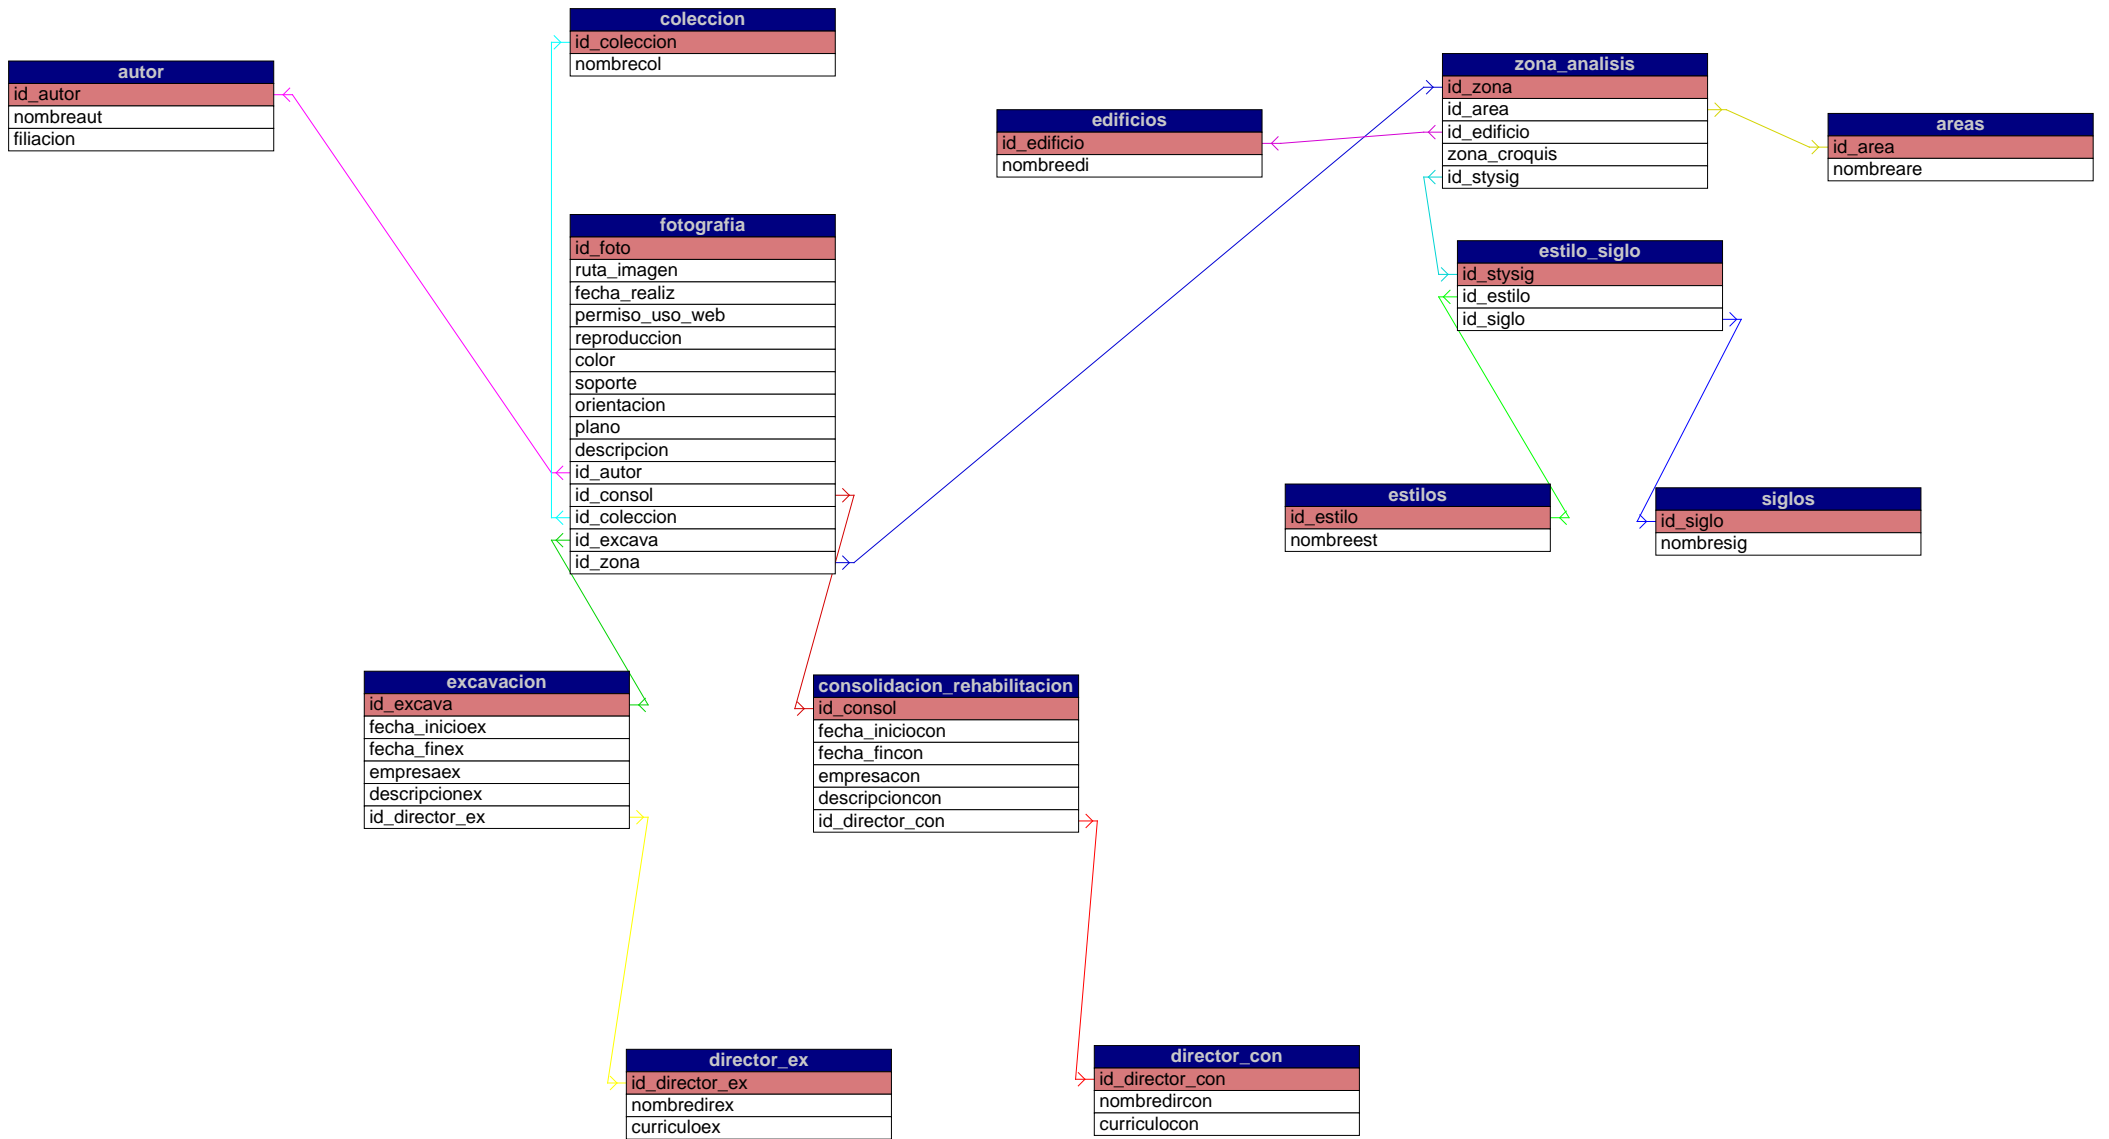 coleccion
id_coleccion
nombrecol
autor
id_autor
nombreaut
filiacion
zona_analisis
id_zona
id_area
id_edificio
zona_croquis
id_stysig
edificios
id_edificio
nombreedi
areas
id_area
nombreare
fotografia
id_foto
ruta_imagen
fecha_realiz
permiso_uso_web
reproduccion
color
soporte
orientacion
plano
descripcion
id_autor
id_consol
id_coleccion
id_excava
id_zona
estilo_siglo
id_stysig
id_estilo
id_siglo
estilos
id_estilo
nombreest
siglos
id_siglo
nombresig
excavacion
id_excava
fecha_inicioex
fecha_finex
empresaex
descripcionex
id_director_ex
consolidacion_rehabilitacion
id_consol
fecha_iniciocon
fecha_fincon
empresacon
descripcioncon
id_director_con
director_ex
id_director_ex
nombredirex
curriculoex
director_con
id_director_con
nombredircon
curriculocon